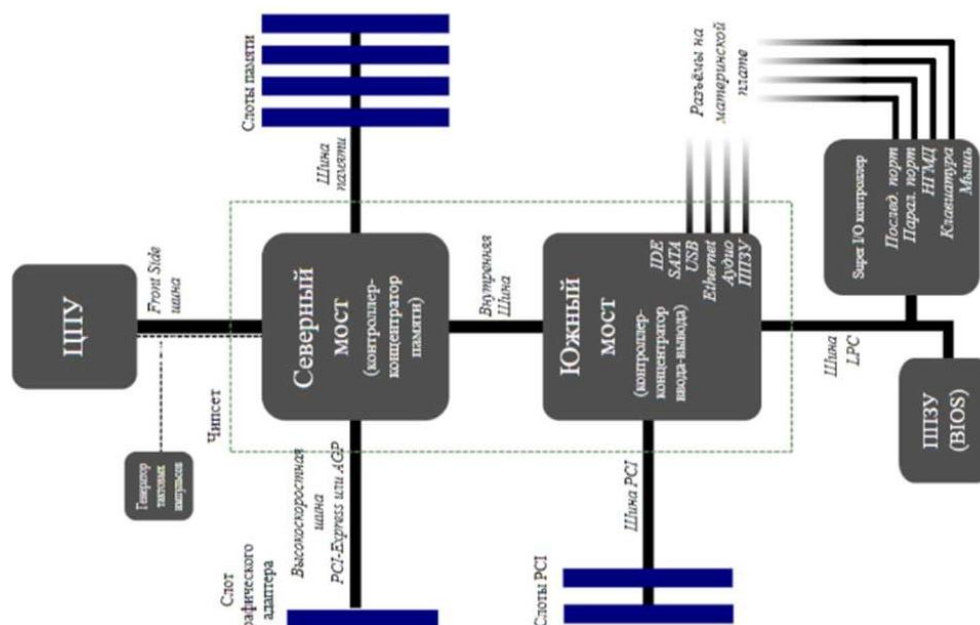 ЦПУ
Front Side
шина
Генератор
тактовых
импульсов
Чипсет
Слоты памяти
Шина
памяти
Северный
мост
(контроллер-
концентратор
памяти)
Слот
рафического
адаптера
Высокоскоростная
шина
PCI-Express или AGP
Внутренняя
Шина
Южный
мост
(контроллер-
концентратор
ввода-вывода)
IDE
SATA
USB
Ethernet
Аудио
ППЗУ
Разъёмы на
материнской
плате
Слоты PCI
Шина PCI
Шина
LPC
Super I/O контроллер
Послед. порт
Парал. порт
НГМД
Клавиатура
Мышь
ППЗУ
(BIOS)